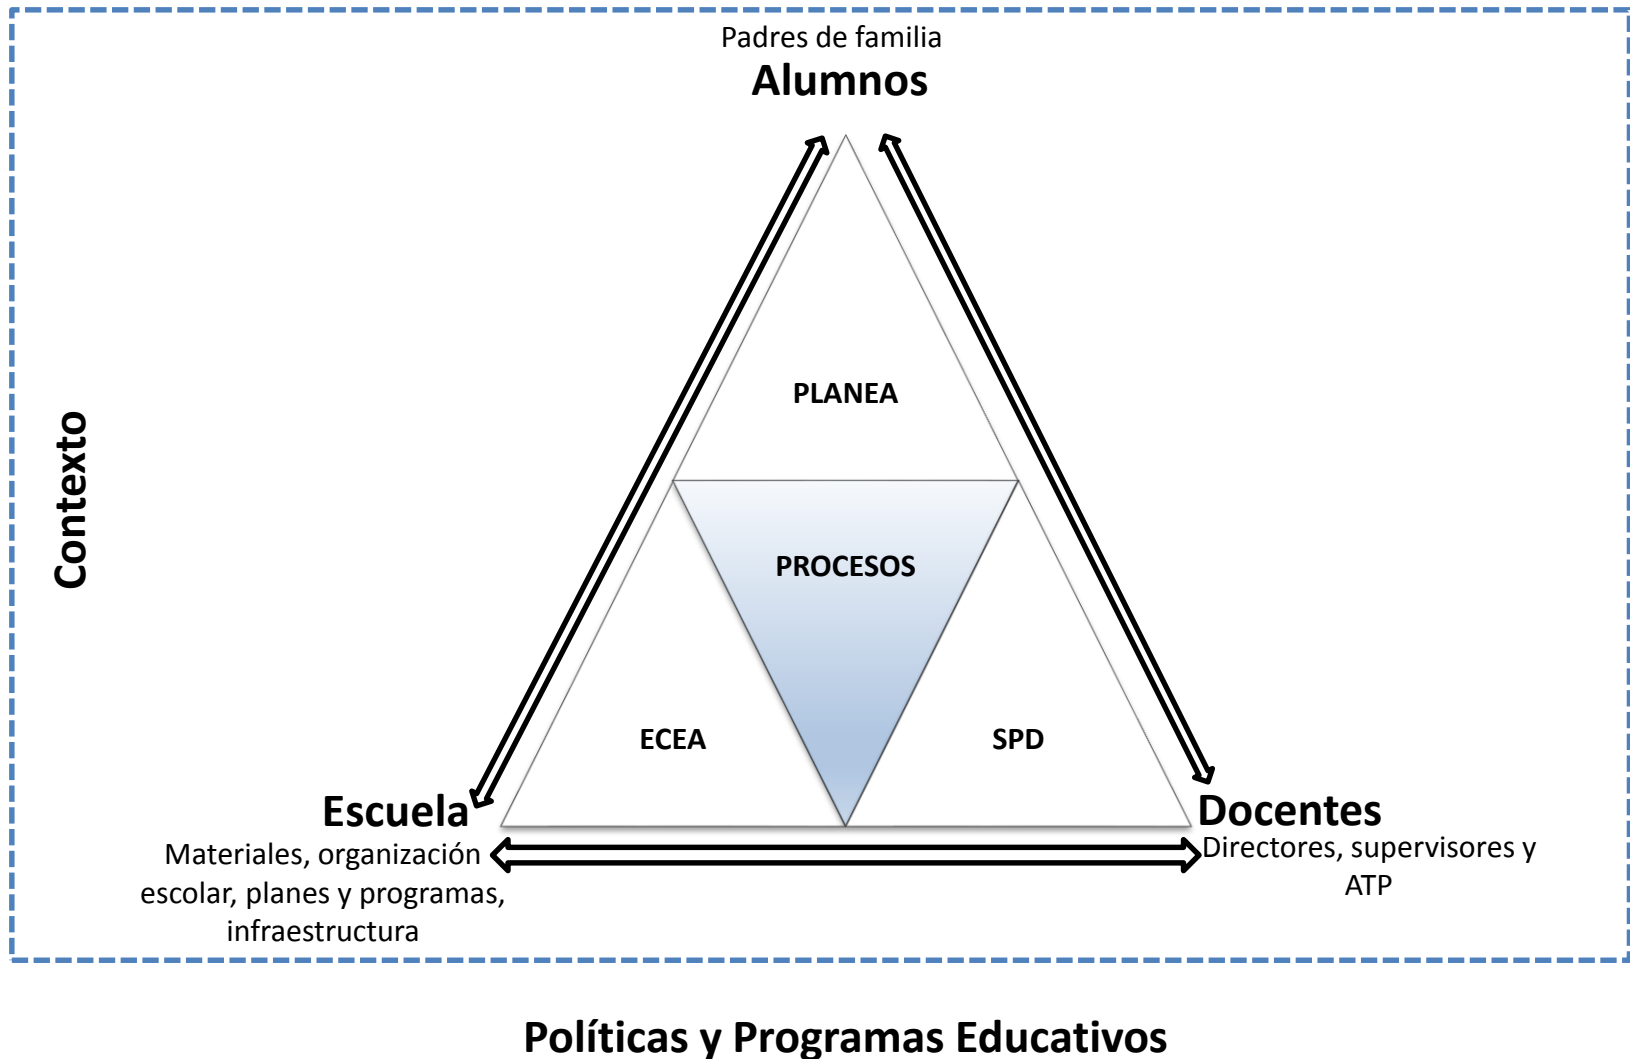 Padres de familia
Alumnos
Contexto
PLANEA
PROCESOS
ECEA
SPD
Escuela
Materiales, organización
escolar, planes y programas,
infraestructura
Docentes
Directores, supervisores y
ATP
Políticas y Programas Educativos